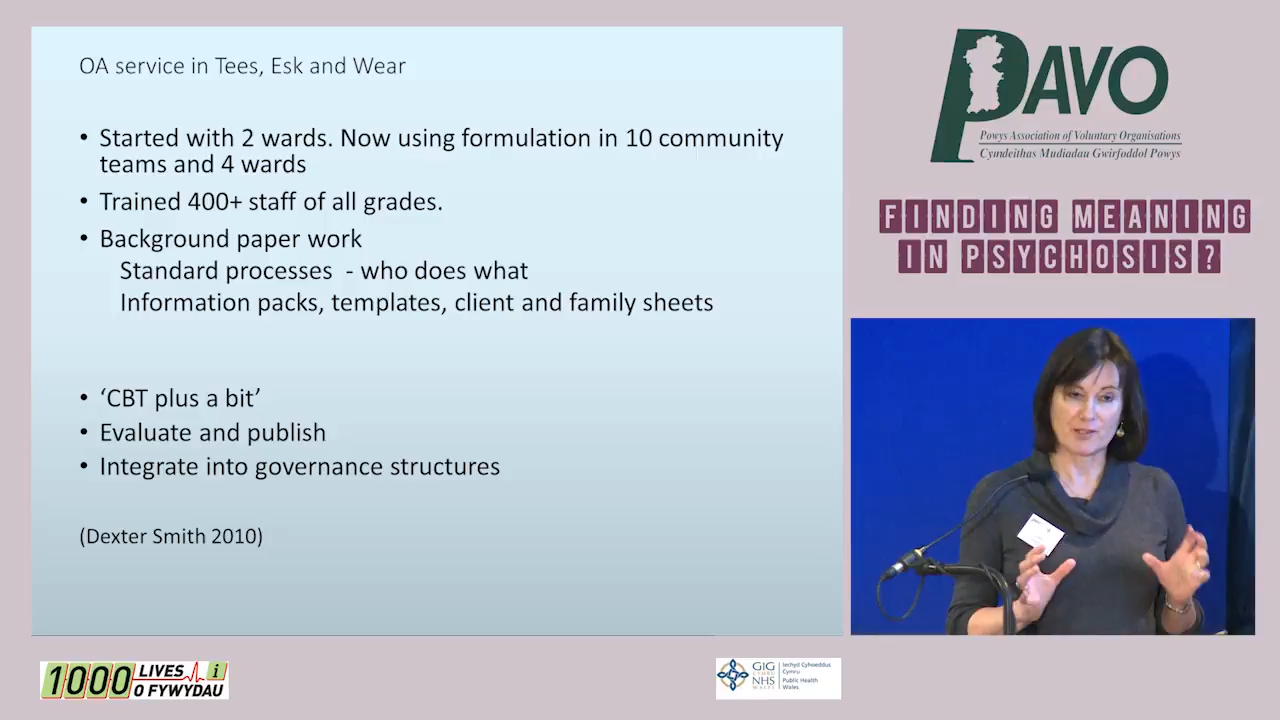 OA service in Tees, Esk and Wear
• Started with 2 wards. Now using formulation in 10 community
teams and 4 wards
• Trained 400+ staff of all grades.
• Background paper work
Standard processes - who does what
Information packs, templates, client and family sheets
• ‘CBT plus a bit’
• Evaluate and publish
• Integrate into governance structures
(Dexter Smith 2010)
PAVO
Powys Association of Voluntary Organisations
Cymdeithas Mudiadau Gwirfoddol Powys
FINDING MEANING
IN PSYCHOSIS?
1000 LIVES i
O FYWYDAU
GIG
CYMRU
NHS
WALES
Iechyd Cyhoeddus
Cymru
Public Health
Wales